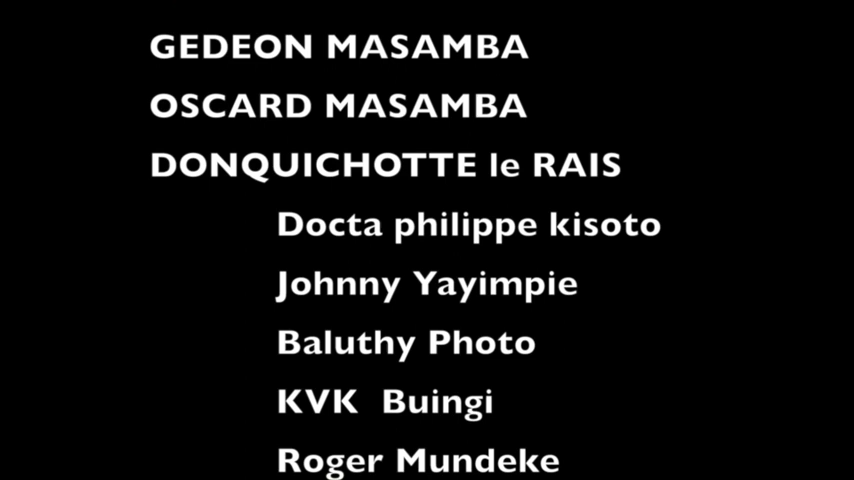 GEDEON MASAMBA
OSCARD MASAMBA
DONQUICHOTTE le RAIS
Docta philippe kisoto
Johnny Yayimpie
Baluthy Photo
KVK Buingi
Roger Mundeke